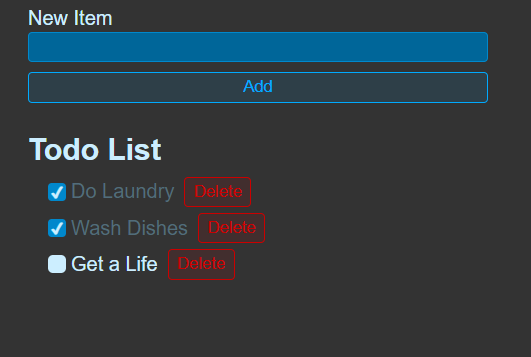 New Item
Add
Todo List
Do Laundry Delete
Wash Dishes Delete
Get a Life Delete